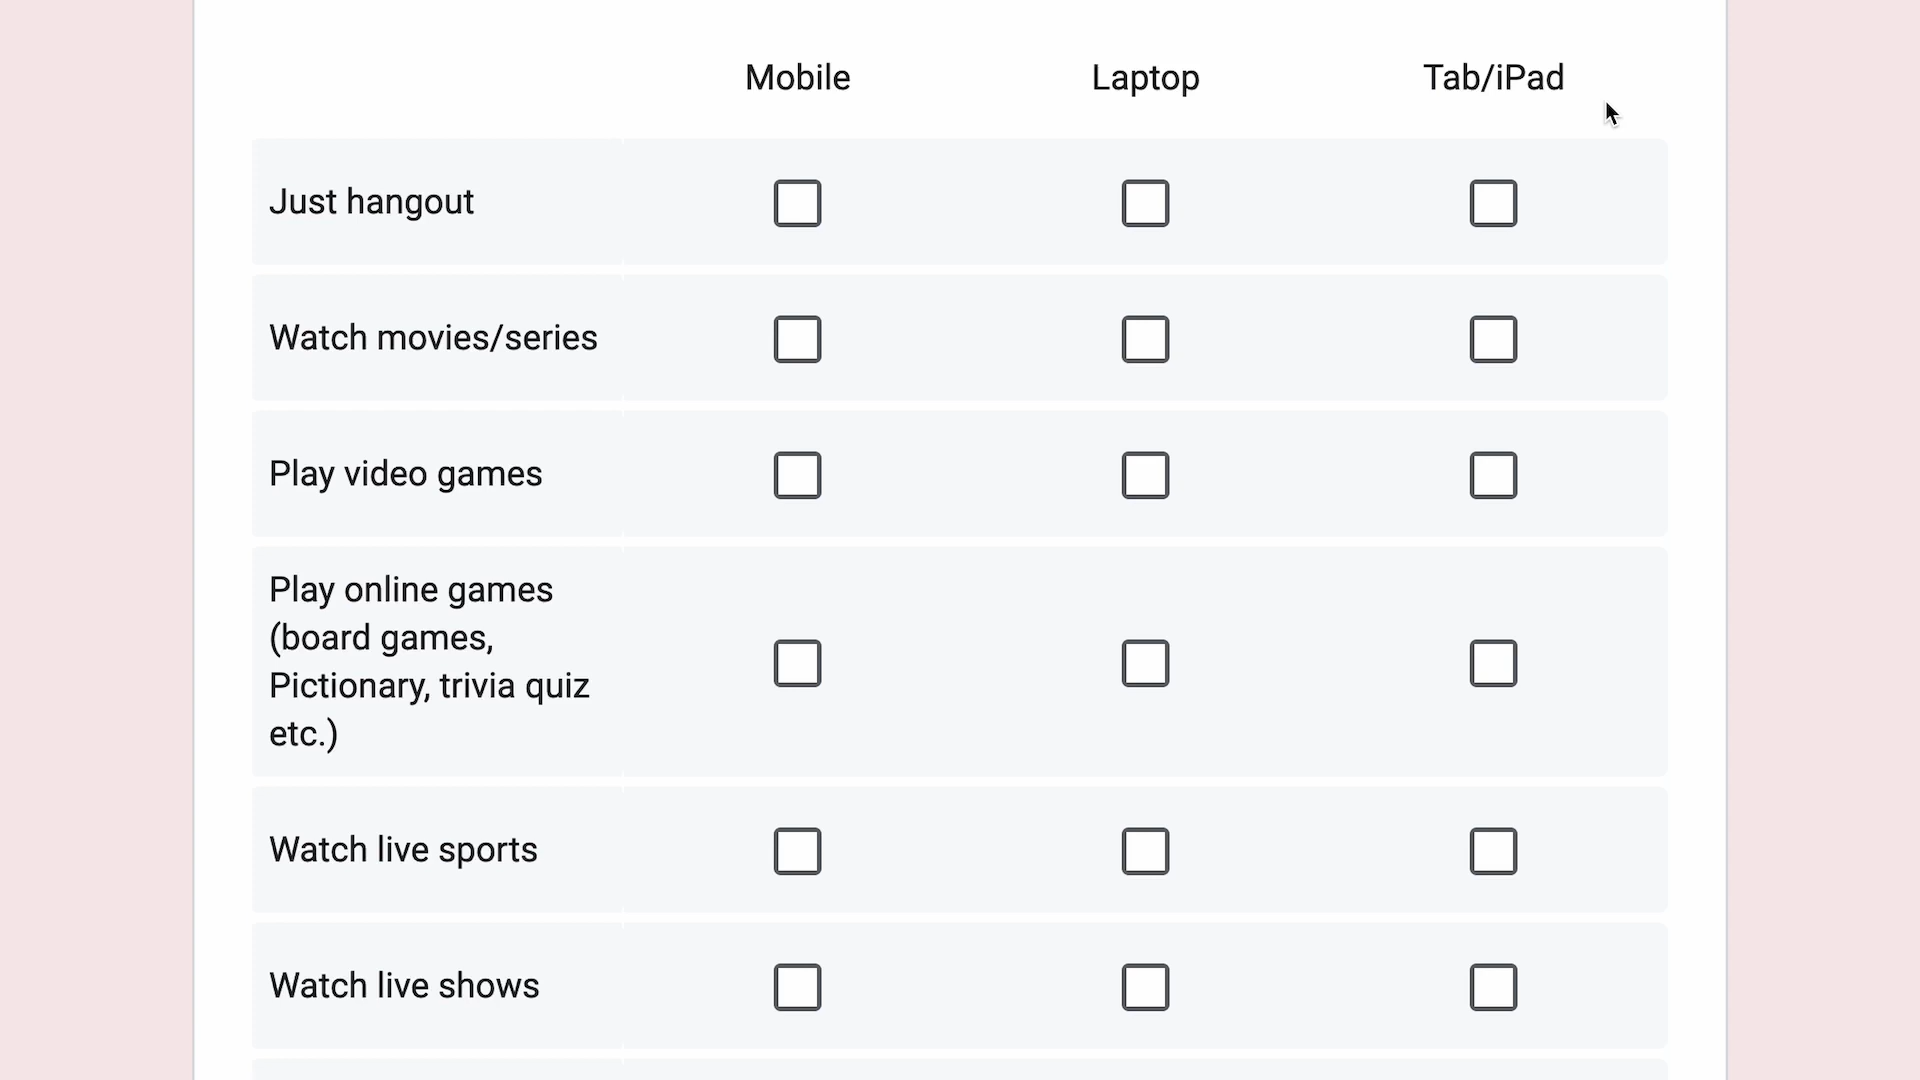 Mobile Laptop Tab/iPad
Just hangout
Watch movies/series
Play video games
Play online games
(board games,
Pictionary, trivia quiz
etc.)
Watch live sports
Watch live shows